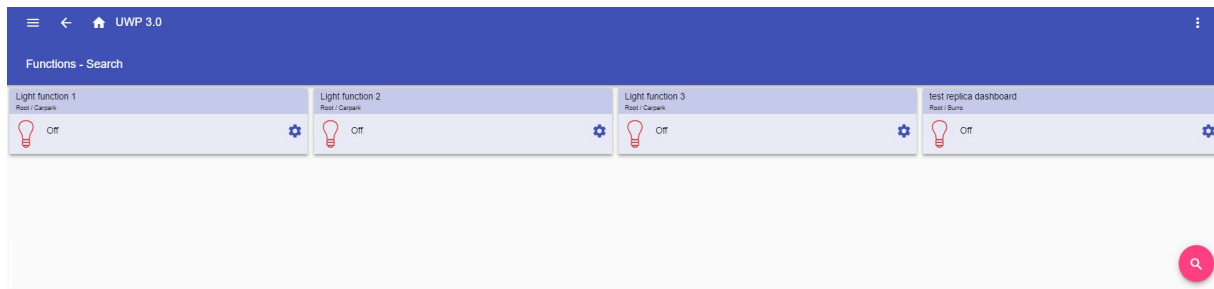 UWP 3.0
Functions - Search
Light function 1
Root / Carpark
Off
Light function 2
Root / Carpark
Off
Light function 3
Root / Carpark
Off
test replica dashboard
Root / Burro
Off